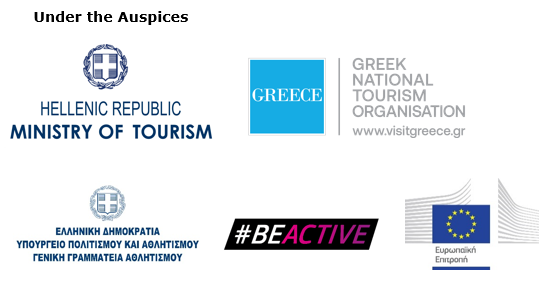 Under the Auspices
HELLENIC REPUBLIC
MINISTRY OF TOURISM
GREECE
GREEK
NATIONAL
TOURISM
ORGANISATION
www.visitgreece.gr
ΕΛΛΗΝΙΚΗ ΔΗΜΟΚΡΑΤΙΑ
ΥΠΟΥΡΓΕΙΟ ΠΟΛΙΤΙΣΜΟΥ ΚΑΙ ΑΘΛΗΤΙΣΜΟΥ
ΓΕΝΙΚΗ ΓΡΑΜΜΑΤΕΙΑ ΑΘΛΗΤΙΣΜΟΥ
#BEACTIVE
Ευρωπαϊκή
Επιτροπή